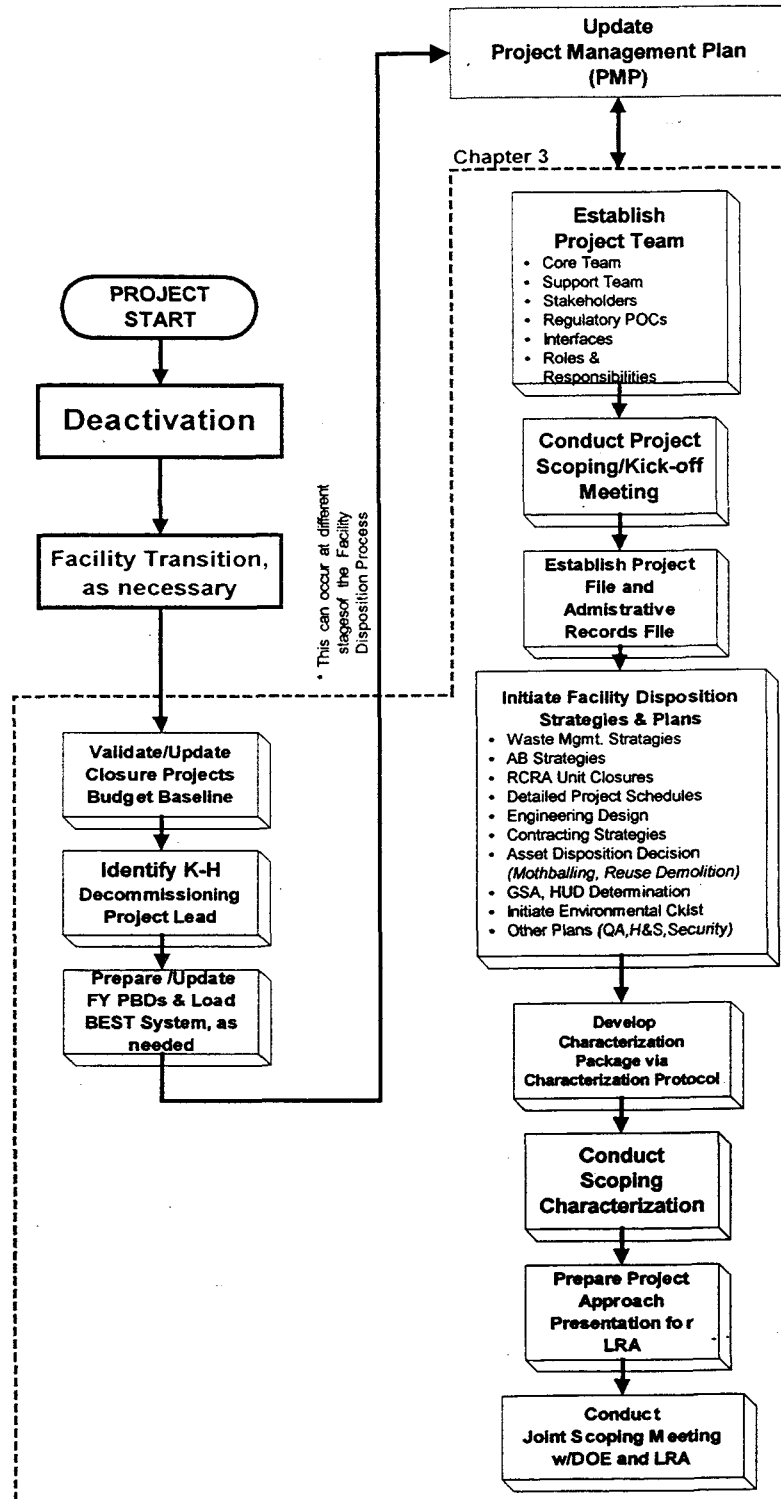 PROJECT
START
Deactivation
Facility Transition,
as necessary
Validate/Update
Closure Projects
Budget Baseline
Identify K-H
Decommissioning
Project Lead
Prepare /Update
FY PBDs & Load
BEST System, as
needed
* This can occur at different
stagesof the Facility
Disposition Process
Update
Project Management Plan
(PMP)
Chapter 3
Establish
Project Team
• Core Team
• Support Team
• Stakeholders
• Regulatory POCs
• Interfaces
• Roles &
Responsibilities
Conduct Project
Scoping/Kick-off
Meeting
Establish Project
File and
Admistrative
Records File
Initiate Facility Disposition
Strategies & Plans
• Waste Mgmt. Stratagies
• AB Strategies
• RCRA Unit Closures
• Detailed Project Schedules
• Engineering Design
• Contracting Strategies
• Asset Disposition Decision
(Mothballing, Reuse Demolition)
• GSA, HUD Determination
• Initiate Environmental Cklst
• Other Plans (QA,H&S,Security)
Develop
Characterization
Package via
Characterization Protocol
Conduct
Scoping
Characterization
Prepare Project
Approach
Presentation for
LRA
Conduct
Joint Scoping Meeting
w/DOE and LRA